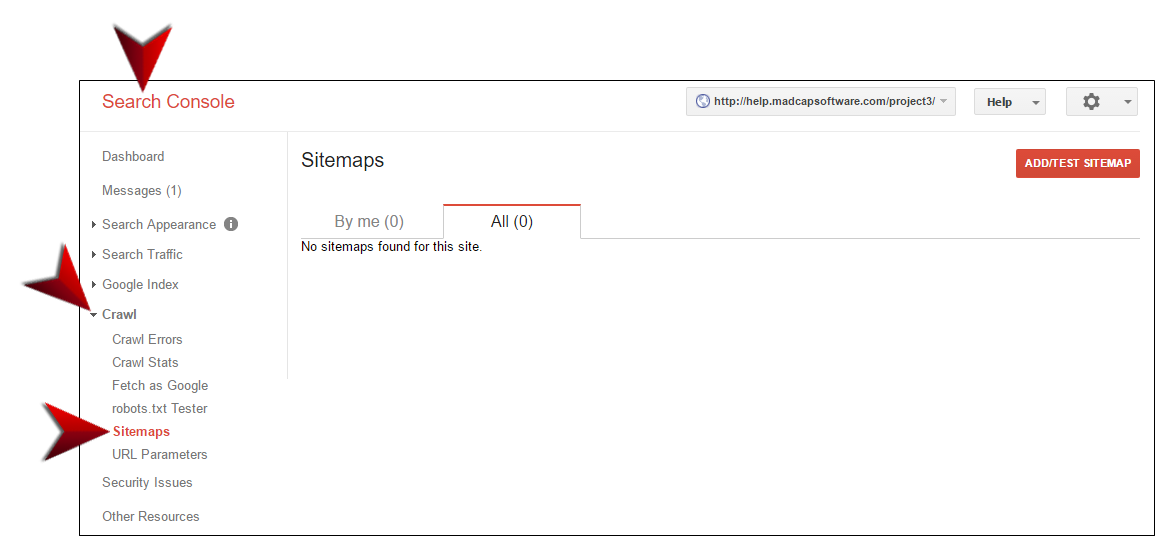 Search Console
http://help.madcapsoftware.com/project3/
Help
Dashboard
Messages (1)
Search Appearance i
Search Traffic
Google Index
Crawl
Crawl Errors
Crawl Stats
Fetch as Google
robots.txt Tester
Sitemaps
URL Parameters
Security Issues
Other Resources
Sitemaps
ADD/TEST SITEMAP
By me (0)
All (0)
No sitemaps found for this site.